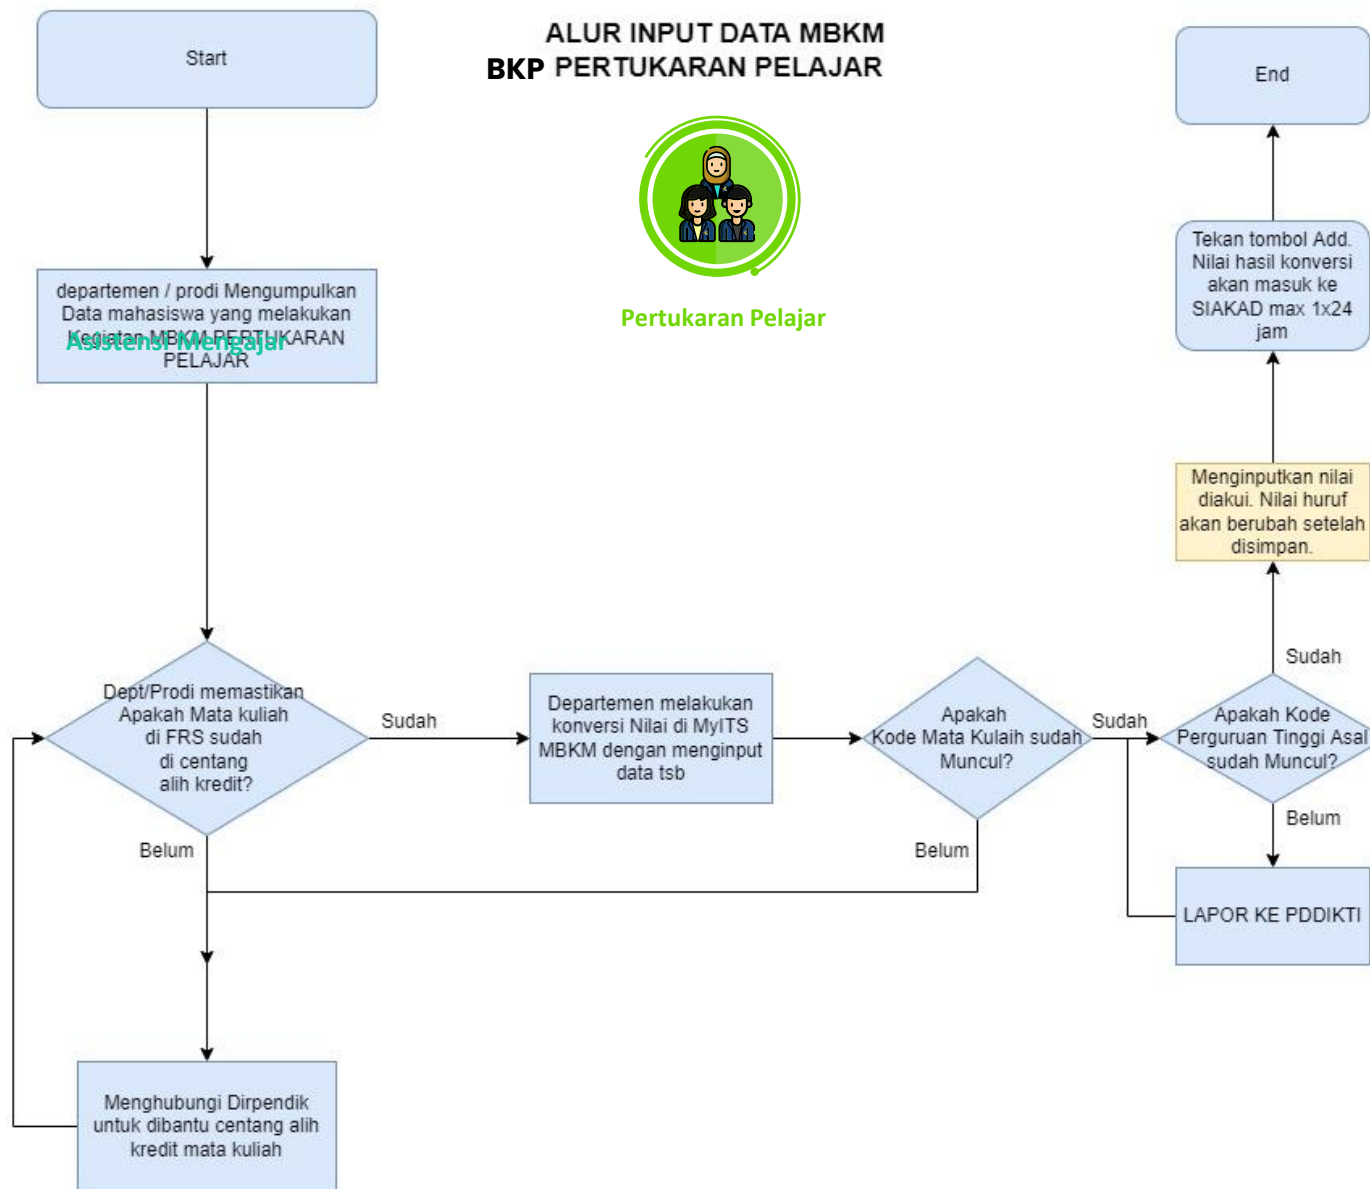 ALUR INPUT DATA MBKM
BKP PERTUKARAN PELAJAR
Pertukaran Pelajar
Start
departemen / prodi Mengumpulkan
Data mahasiswa yang melakukan
Kegiatan MBKM PERTUKARAN
PELAJAR
Asistensi Mengajar
Dept/Prodi memastikan
Apakah Mata kuliah
di FRS sudah
di centang
alih kredit?
Sudah
Belum
Menghubungi Dirpendik
untuk dibantu centang alih
kredit mata kuliah
Departemen melakukan
konversi Nilai di MyITS
MBKM dengan menginput
data tsb
Apakah
Kode Mata Kulaih sudah
Muncul?
Sudah
Belum
Apakah Kode
Perguruan Tinggi Asal
sudah Muncul?
Sudah
Belum
LAPOR KE PDDIKTI
Menginputkan nilai
diakui. Nilai huruf
akan berubah setelah
disimpan.
Tekan tombol Add.
Nilai hasil konversi
akan masuk ke
SIAKAD max 1x24
jam
End